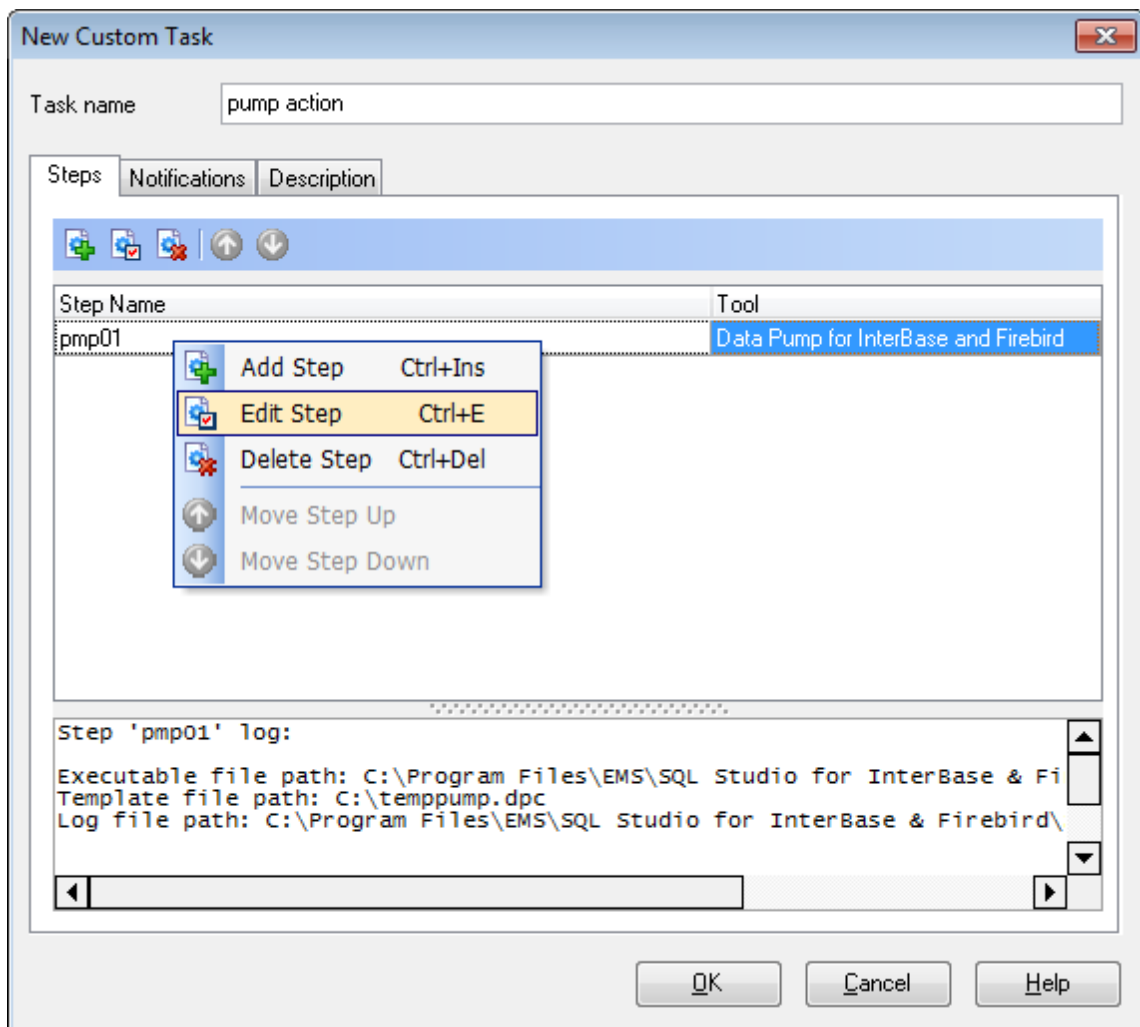 New Custom Task
Task name pump action
Steps Notifications Description
Step Name Tool
pmp01 Data Pump for InterBase and Firebird
Add Step Ctrl+Ins
Edit Step Ctrl+E
Delete Step Ctrl+Del
Move Step Up
Move Step Down
Step 'pmp01' log:
Executable file path: C:\Program Files\EMS\SQL Studio for InterBase & Fi
Template file path: C:\temppump.dpc
Log file path: C:\Program Files\EMS\SQL Studio for InterBase & Firebird\
OK Cancel Help